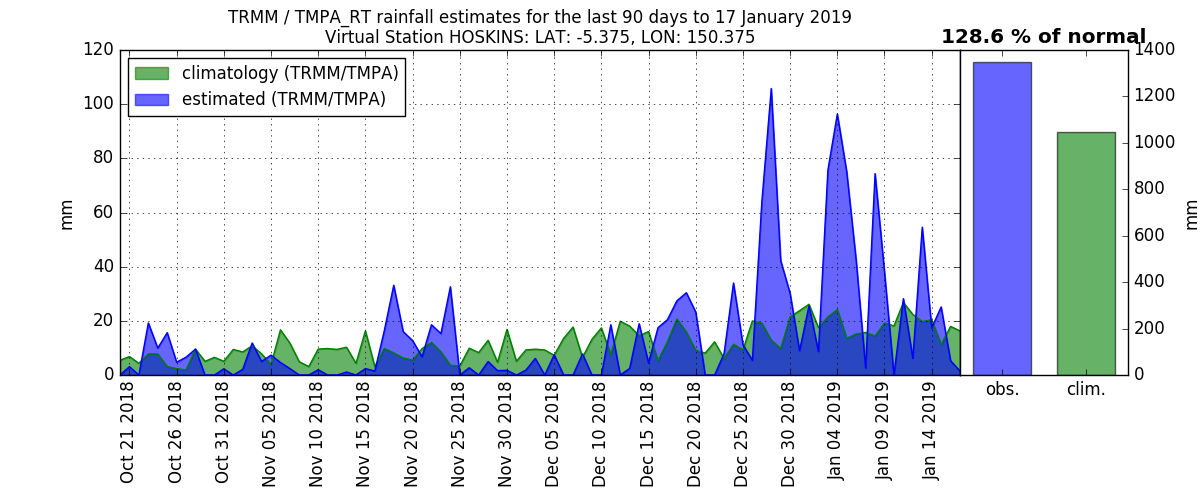 TRMM / TMPA_RT rainfall estimates for the last 90 days to 17 January 2019
Virtual Station HOSKINS: LAT: -5.375, LON: 150.375
128.6 % of normal
climatology (TRMM/TMPA)
estimated (TRMM/TMPA)
120
100
80
60
40
20
0
mm
Oct 21 2018
Oct 26 2018
Oct 31 2018
Nov 05 2018
Nov 10 2018
Nov 15 2018
Nov 20 2018
Nov 25 2018
Nov 30 2018
Dec 05 2018
Dec 10 2018
Dec 15 2018
Dec 20 2018
Dec 25 2018
Dec 30 2018
Jan 04 2019
Jan 09 2019
Jan 14 2019
obs.
clim.
1400
1200
1000
800
600
400
200
0
mm